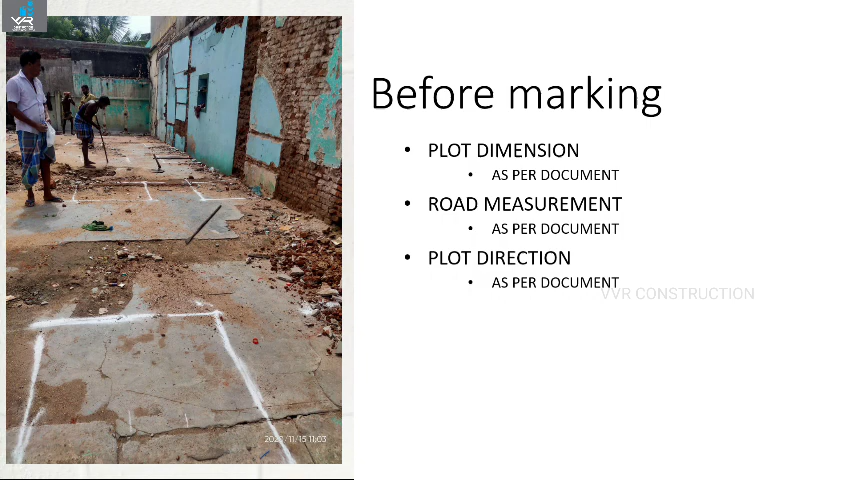 Before marking
• PLOT DIMENSION
• AS PER DOCUMENT
• ROAD MEASUREMENT
• AS PER DOCUMENT
• PLOT DIRECTION
• AS PER DOCUMENT
VVR CONSTRUCTION